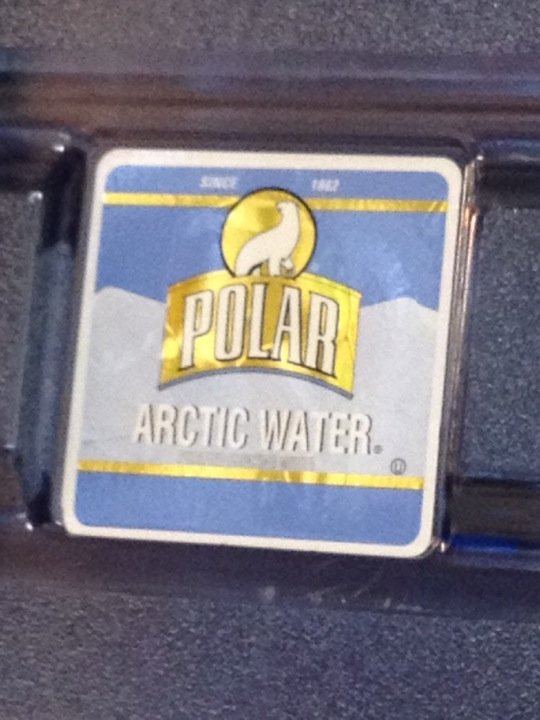 SINCE 1882
POLAR
ARCTIC WATER®
U